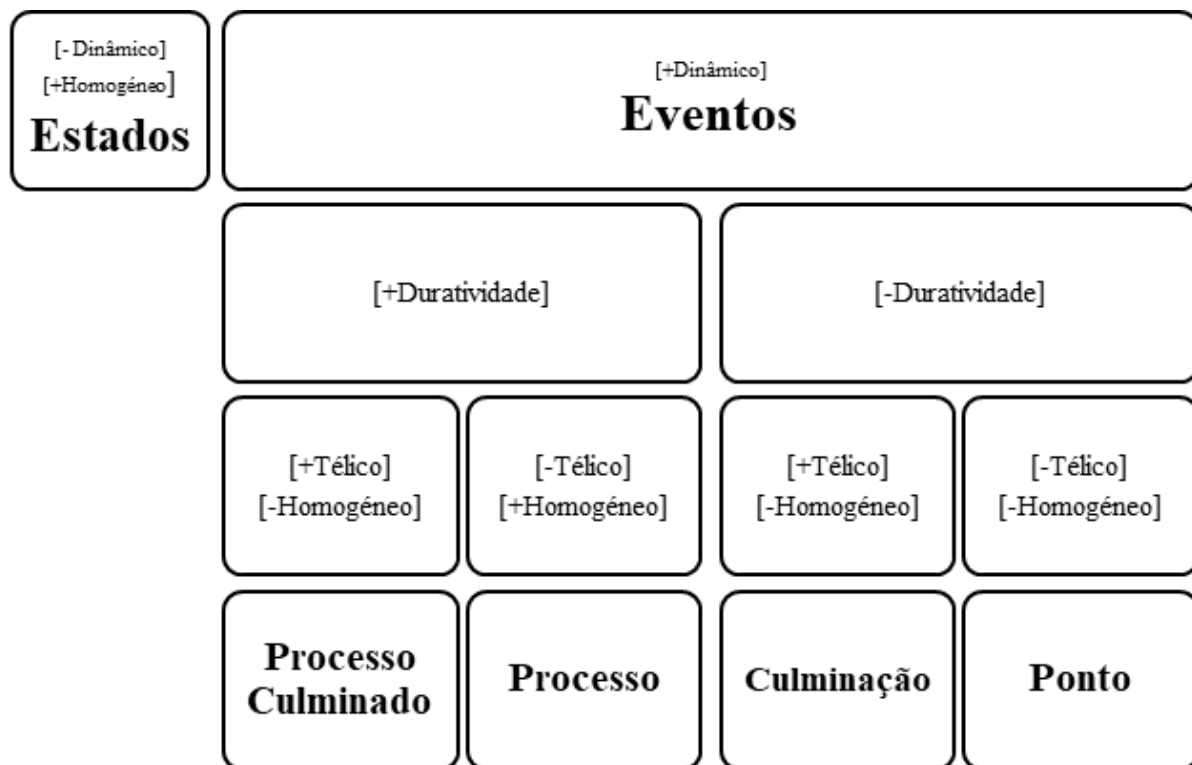 [-Dinâmico]
[+Homogéneo]
Estados
[+Dinâmico]
Eventos
[+Duratividade]
[-Duratividade]
[+Télico]
[-Homogéneo]
[-Télico]
[+Homogéneo]
[+Télico]
[-Homogéneo]
[-Télico]
[-Homogéneo]
Processo
Culminado
Processo
Culminação
Ponto